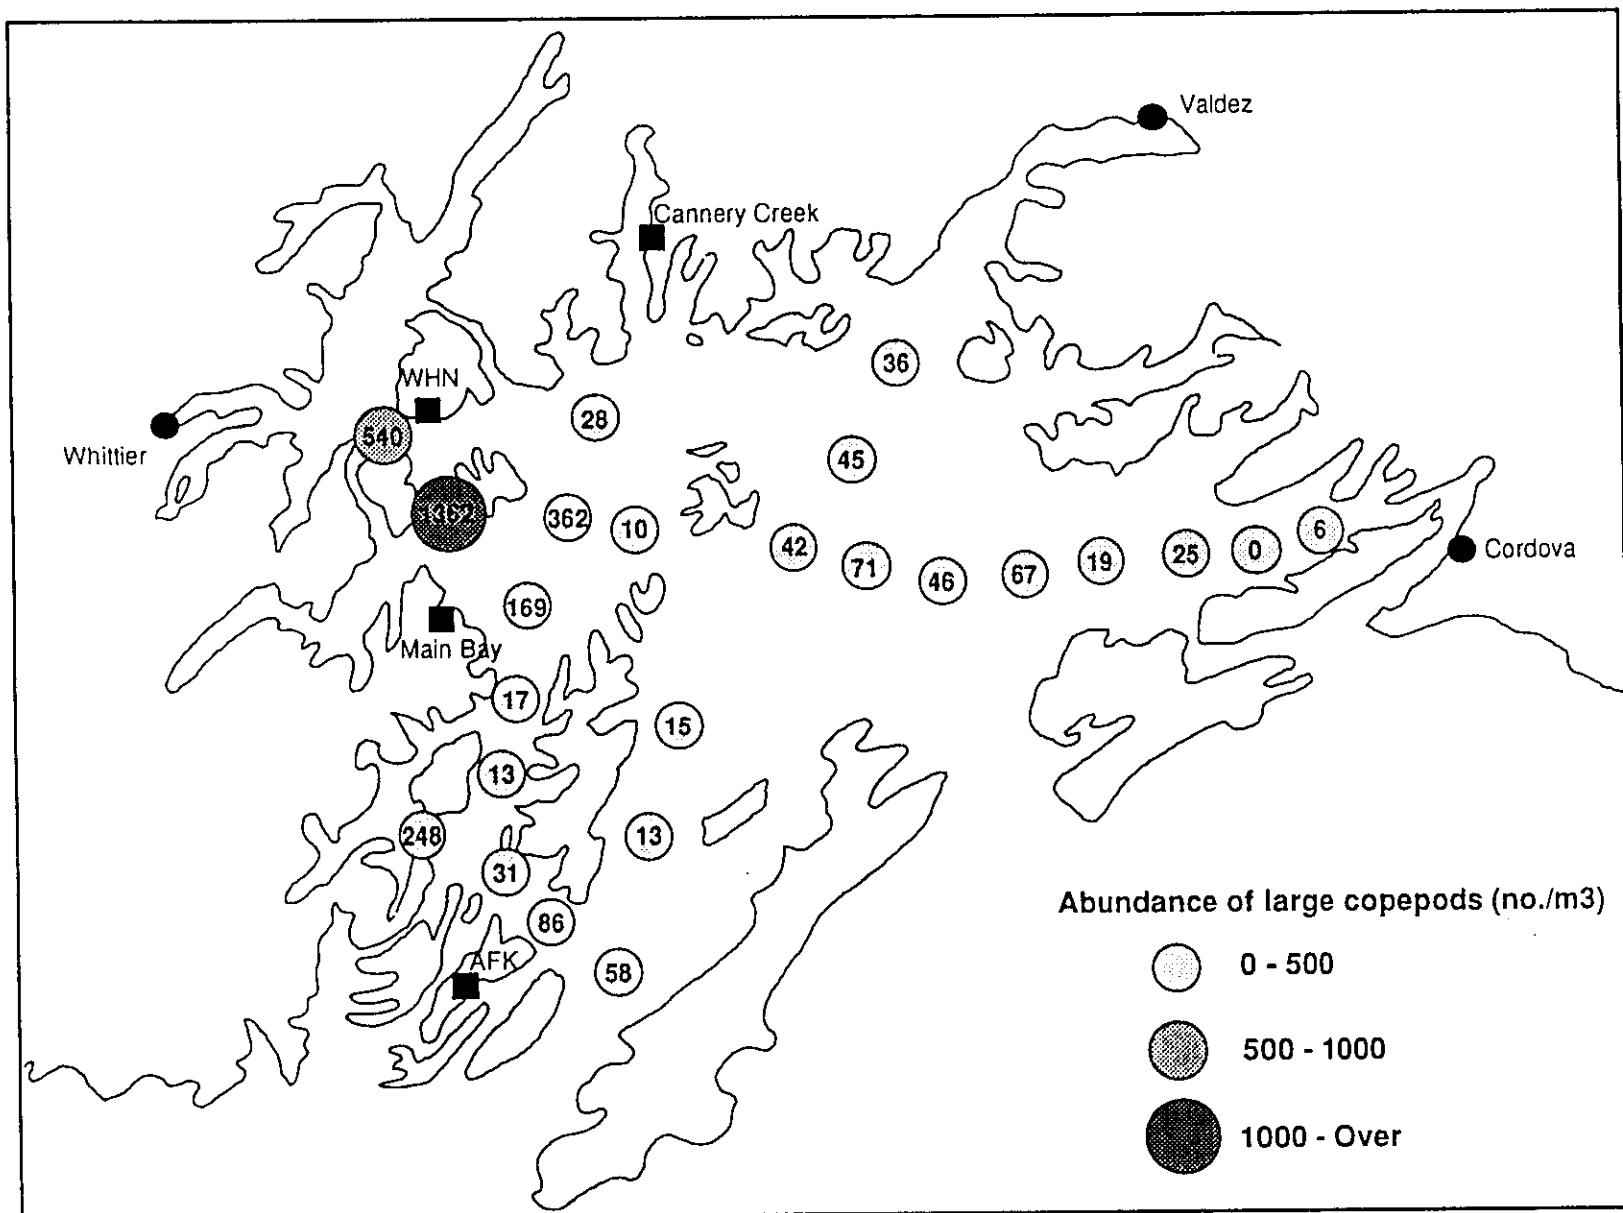 Valdez
Cannery Creek
36
WHN
28
540
Whittier
45
1362
362
10
42
71
46
67
19
25
0
6
Cordova
169
Main Bay
17
15
13
248
13
31
86
AFK
58
Abundance of large copepods (no./m3)
0 - 500
500 - 1000
1000 - Over